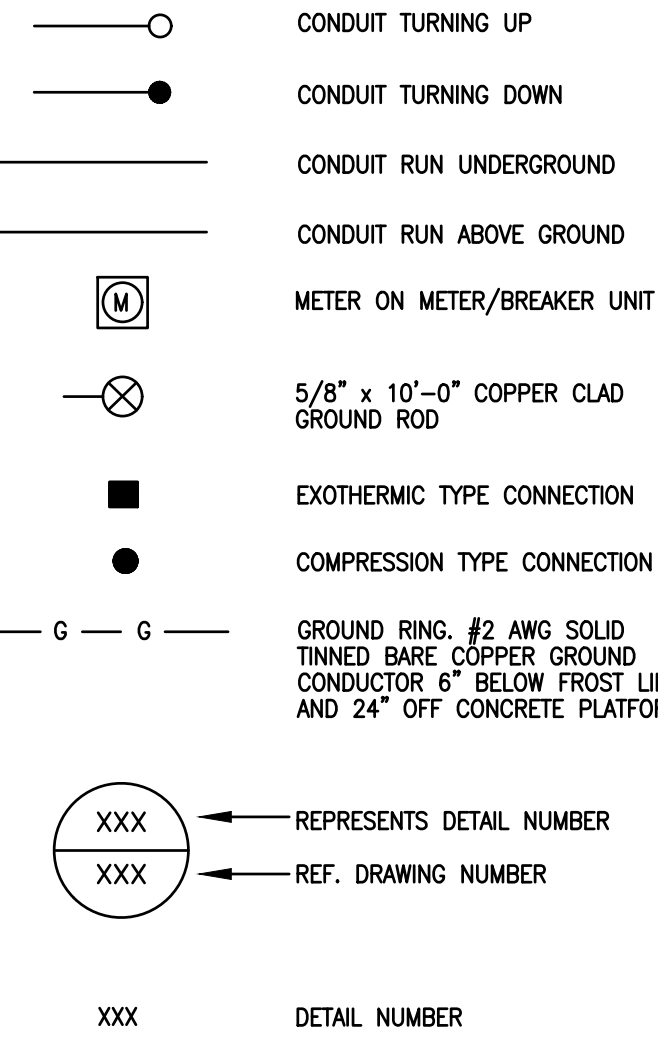 CONDUIT TURNING UP
CONDUIT TURNING DOWN
CONDUIT RUN UNDERGROUND
CONDUIT RUN ABOVE GROUND
M METER ON METER/BREAKER UNIT
5/8" x 10'-0" COPPER CLAD
GROUND ROD
EXOTHERMIC TYPE CONNECTION
COMPRESSION TYPE CONNECTION
G G GROUND RING. #2 AWG SOLID
TINNED BARE COPPER GROUND
CONDUCTOR 6" BELOW FROST
AND 24" OFF CONCRETE
XXX REPRESENTS DETAIL NUMBER
XXX REF. DRAWING NUMBER
XXX DETAIL NUMBER